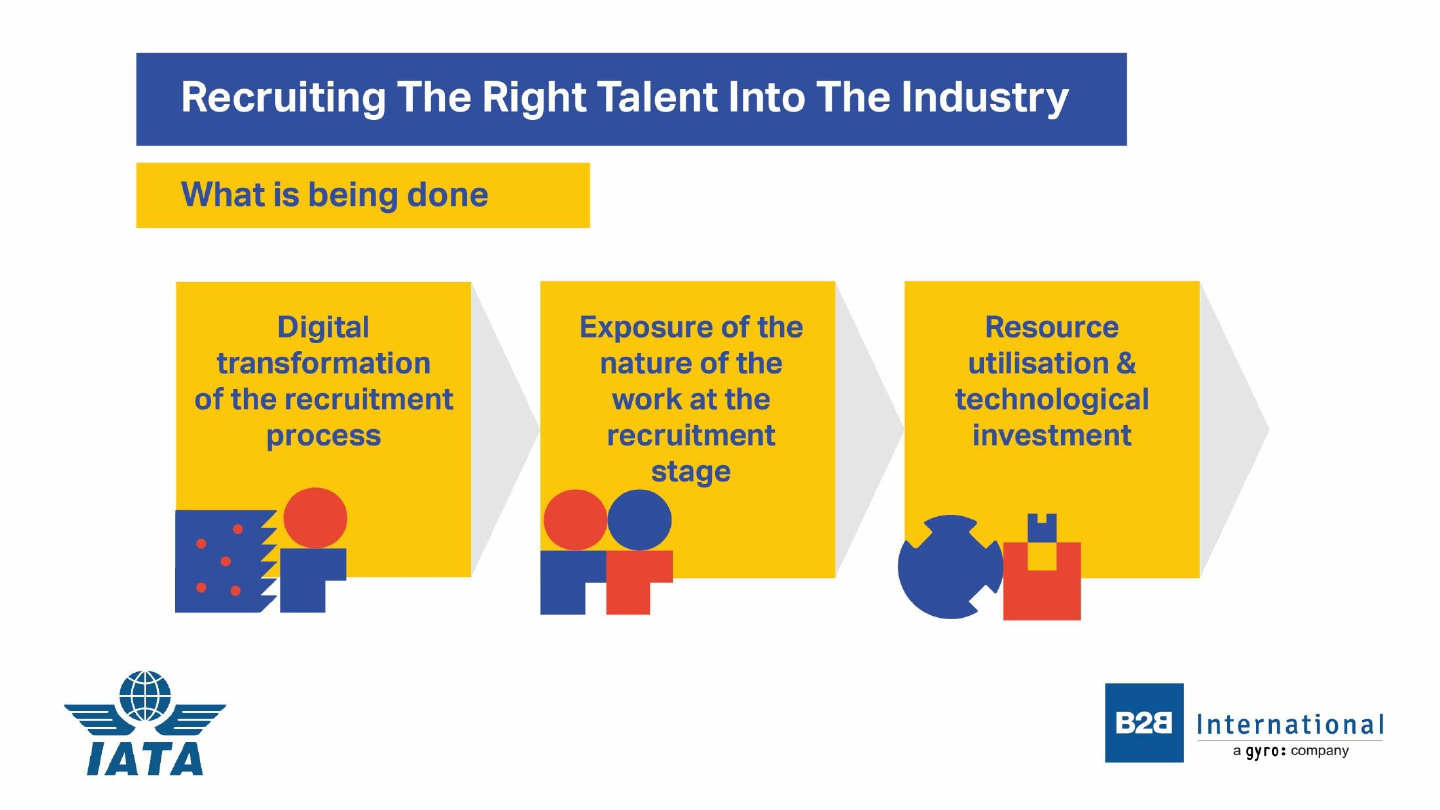 Recruiting The Right Talent Into The Industry
What is being done
Digital
transformation
of the recruitment
process
Exposure of the
nature of the
work at the
recruitment
stage
Resource
utilisation &
technological
investment
IATA
B2B
International
a gyro: company